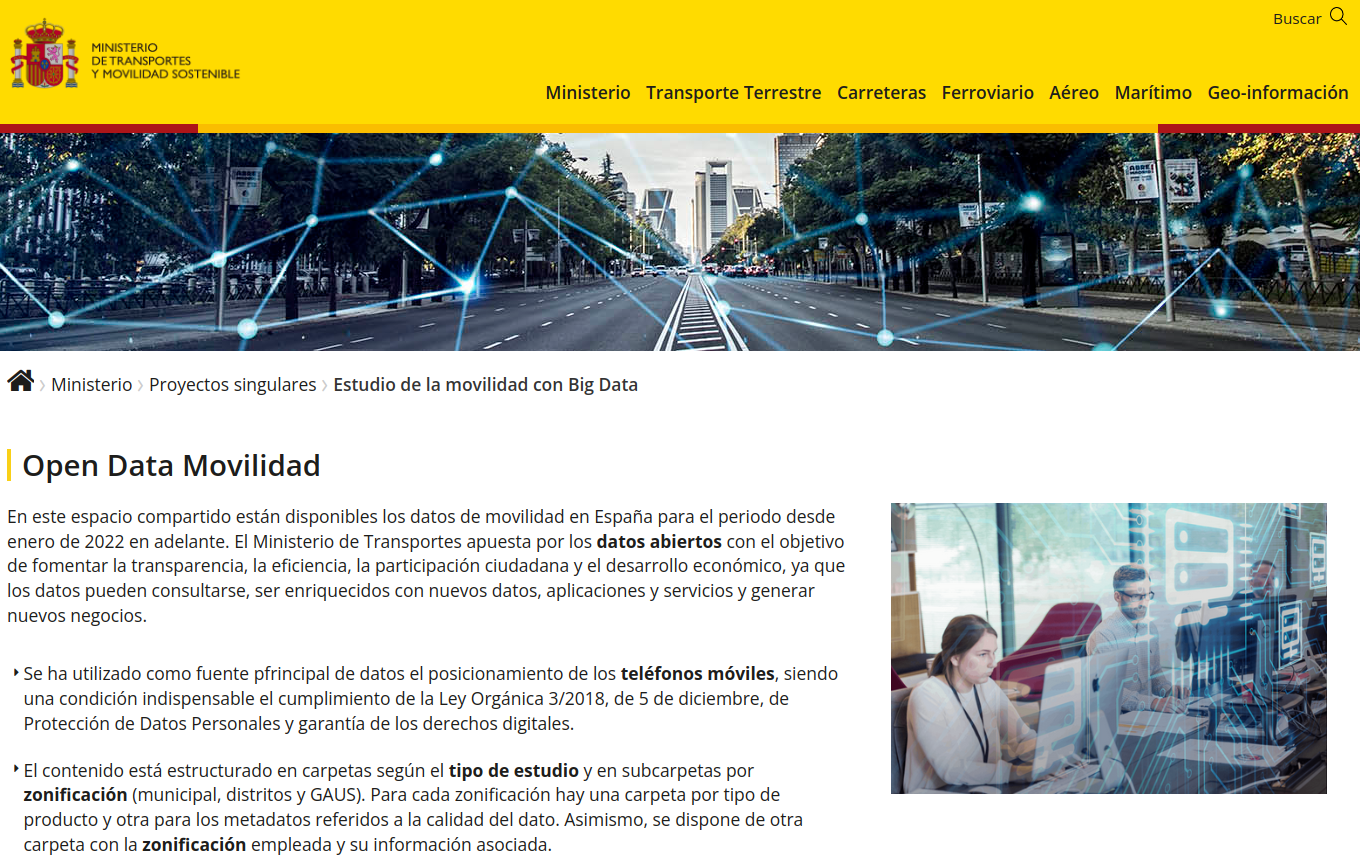 Buscar
MINISTERIO
DE TRANSPORTES
Y MOVILIDAD SOSTENIBLE
Ministerio Transporte Terrestre Carreteras Ferroviario Aéreo Marítimo Geo-información
Ministerio › Proyectos singulares › Estudio de la movilidad con Big Data
Open Data Movilidad
En este espacio compartido están disponibles los datos de movilidad en España para el periodo desde
enero de 2022 en adelante. El Ministerio de Transportes apuesta por los datos abiertos con el objetivo
de fomentar la transparencia, la eficiencia, la participación ciudadana y el desarrollo económico, ya que
los datos pueden consultarse, ser enriquecidos con nuevos datos, aplicaciones y servicios y generar
nuevos negocios.
Se ha utilizado como fuente pfrincipal de datos el posicionamiento de los teléfonos móviles, siendo
una condición indispensable el cumplimiento de la Ley Orgánica 3/2018, de 5 de diciembre, de
Protección de Datos Personales y garantía de los derechos digitales.
El contenido está estructurado en carpetas según el tipo de estudio y en subcarpetas por
zonificación (municipal, distritos y GAUS). Para cada zonificación hay una carpeta por tipo de
producto y otra para los metadatos referidos a la calidad del dato. Asimismo, se dispone de otra
carpeta con la zonificación empleada y su información asociada.